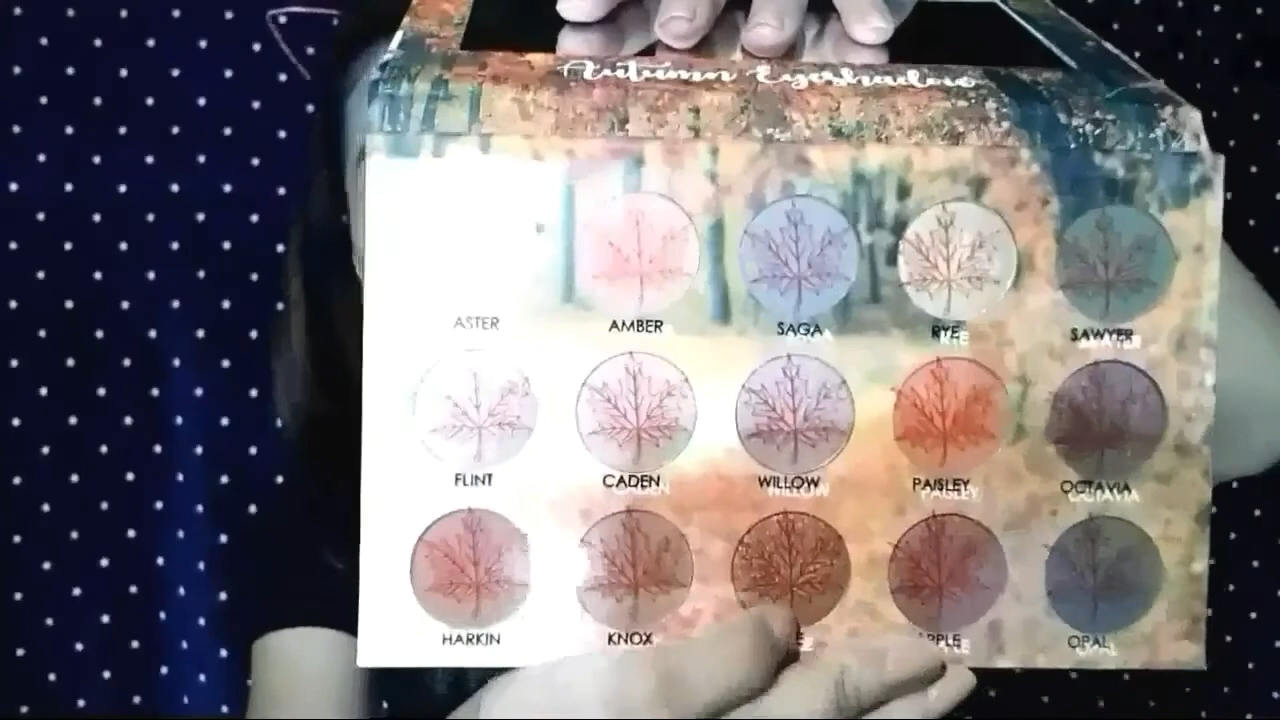 Autumn Eyeshadow
ASTER AMBER SAGA RYE SAWYER
FLINT CADEN WILLOW PAISLEY OCTAVIA
HARKIN KNOX OPAL